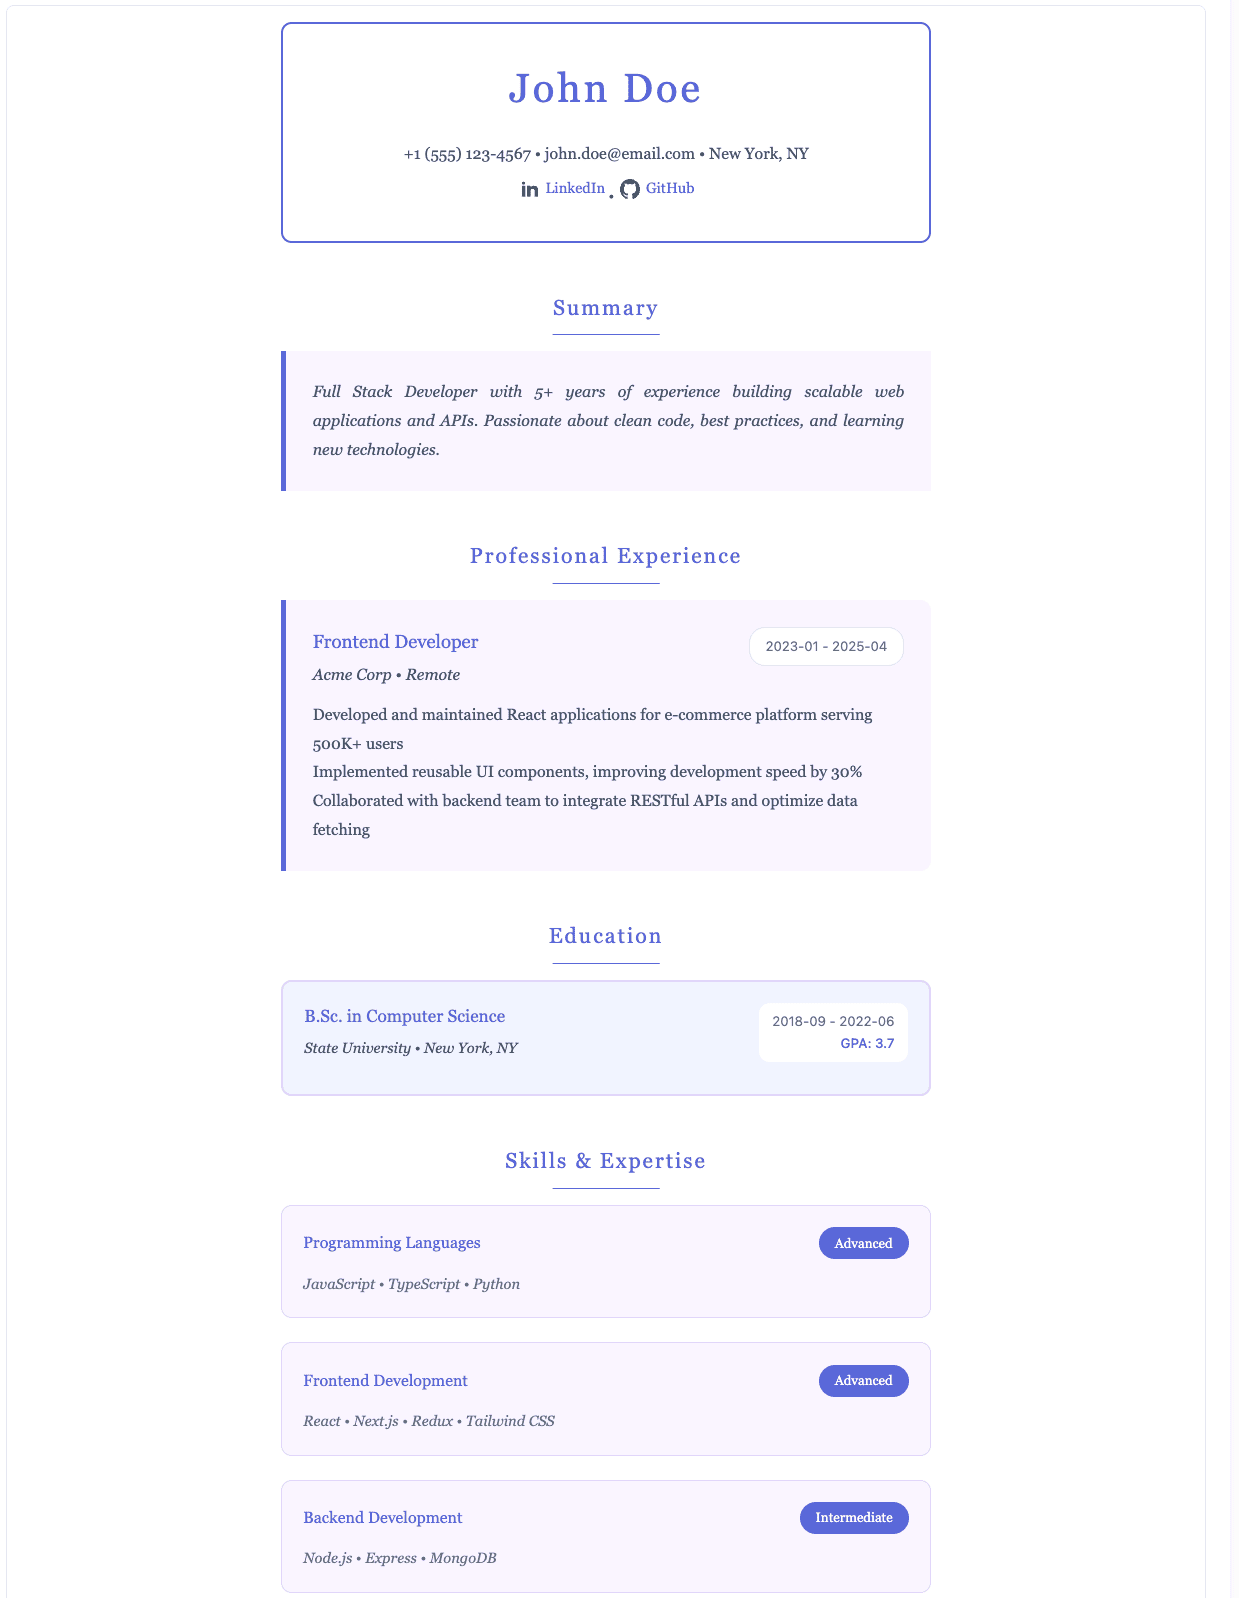 John Doe
+1 (555) 123-4567 • john.doe@email.com • New York, NY
LinkedIn • GitHub
Summary
Full Stack Developer with 5+ years of experience building scalable web
applications and APIs. Passionate about clean code, best practices, and learning
new technologies.
Professional Experience
Frontend Developer
2023-01 - 2025-04
Acme Corp • Remote
Developed and maintained React applications for e-commerce platform serving
500K+ users
Implemented reusable UI components, improving development speed by 30%
Collaborated with backend team to integrate RESTful APIs and optimize data
fetching
Education
B.Sc. in Computer Science
2018-09 - 2022-06
State University • New York, NY
GPA: 3.7
Skills & Expertise
Programming Languages
Advanced
JavaScript • TypeScript • Python
Frontend Development
Advanced
React • Next.js • Redux • Tailwind CSS
Backend Development
Intermediate
Node.js • Express • MongoDB